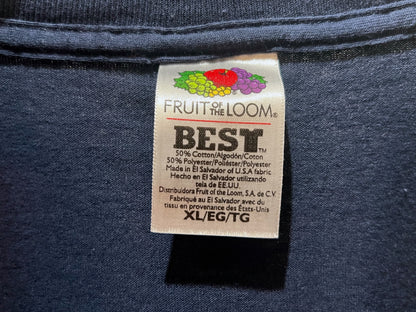 FRUIT OF THE LOOM®
BEST™
50% Cotton/Algodón/Coton
50% Polyester/Poliéster/Polyester
Made in El Salvador of U.S.A fabric
Hecho en El Salvador utilizando
tela da EE.UU.
Distribuidora Fruit of the Loom, S.A. de C.V.
Fabriqué au El Salvador avec du
tissu en provenance des États-Unis
XL/EG/TG